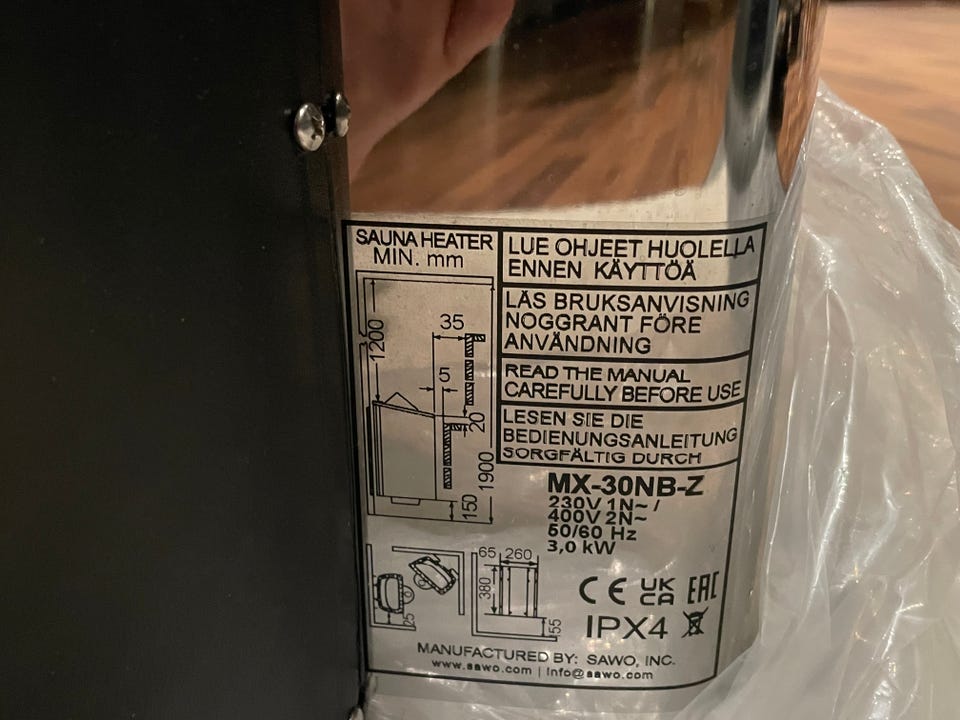 SAUNA HEATER
MIN. mm
1200
35
5
20
1900
150
LUE OHJEET HUOLELLA
ENNEN KÄYTTÖÄ
LÄS BRUKSANVISNING
NOGGRANT FÖRE
ANVÄNDNING
READ THE MANUAL
CAREFULLY BEFORE USE
LESEN SIE DIE
BEDIENUNGSANLEITUNG
SORGFÄLTIG DURCH
MX-30NB-Z
230V 1N~ /
400V 2N~
50/60 Hz
3,0 kW
25
65 260
380
55
CE UK CA EAC
IPX4
MANUFACTURED BY: SAWO, INC.
www.sawo.com | info@sawo.com